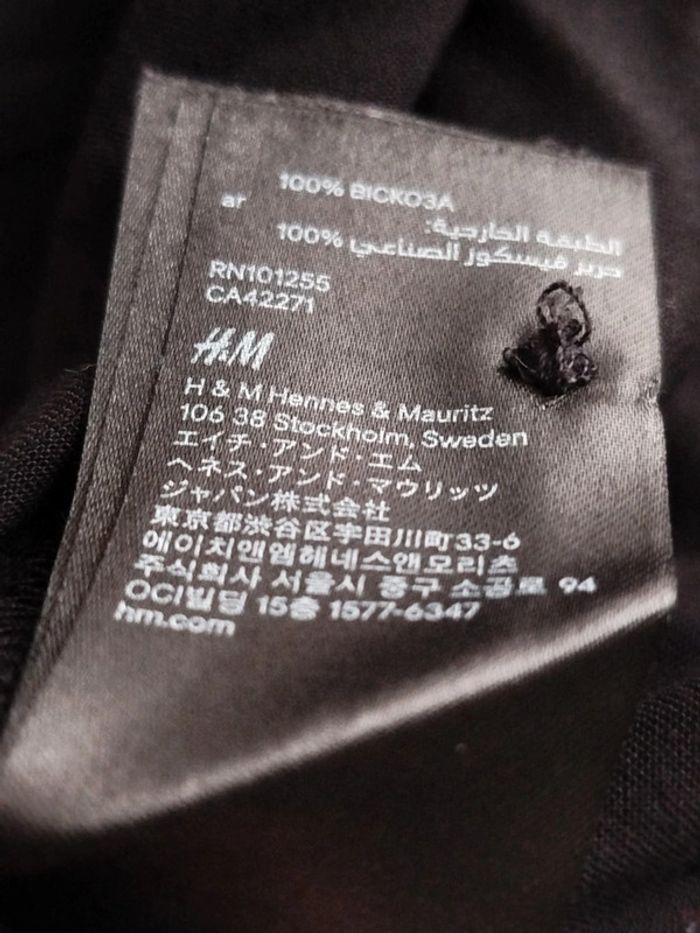 100% ВІСКОЗА
ar
الطبقة الخارجية:
حرير فيسكوز الصناعي 100%
RN101255
CA42271
H&M
H & M Hennes & Mauritz
106 38 Stockholm, Sweden
エイチ・アンド・エム
ヘネス・アンド・マウリッツ
ジャパン株式会社
東京都渋谷区宇田川町33-6
에이치앤엠헤네스앤모리츠
주식회사 서울시 중구 소공로 94
OCI빌딩 15층 1577-6347
hm.com